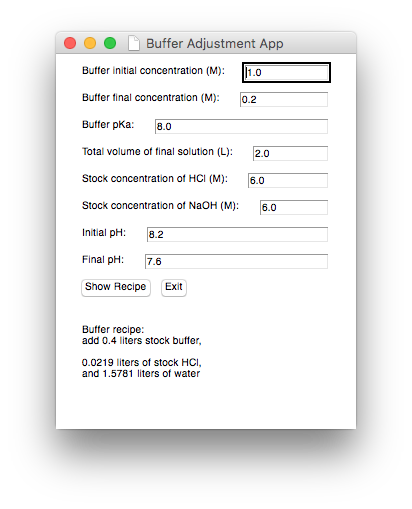 Buffer Adjustment App
Buffer initial concentration (M): 1.0
Buffer final concentration (M): 0.2
Buffer pKa: 8.0
Total volume of final solution (L): 2.0
Stock concentration of HCl (M): 6.0
Stock concentration of NaOH (M): 6.0
Initial pH: 8.2
Final pH: 7.6
Show Recipe Exit
Buffer recipe:
add 0.4 liters stock buffer,
0.0219 liters of stock HCl,
and 1.5781 liters of water